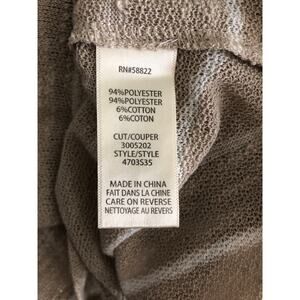 RN#58822
94%POLYESTER
94%POLYESTER
6%COTTON
6%COTON
CUT/COUPER
3005202
STYLE/STYLE
4703S35
MADE IN CHINA
FAIT DANS LA CHINE
CARE ON REVERSE
NETTOYAGE AU REVERS